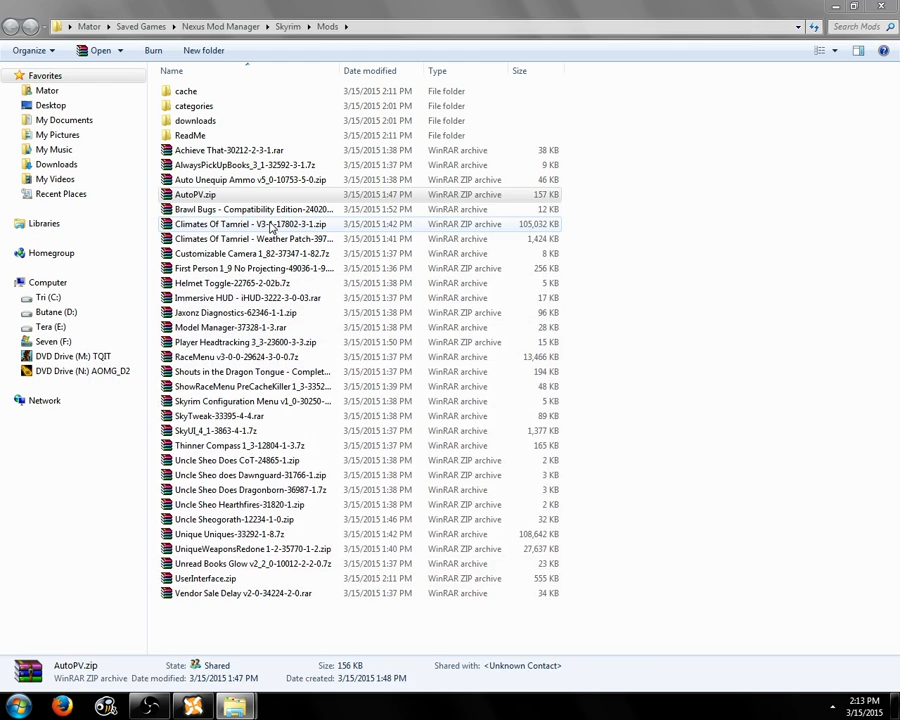 Mator ▸ Saved Games ▸ Nexus Mod Manager ▸ Skyrim ▸ Mods ▸
Search Mods
Organize Open Burn New folder
Name Date modified Type Size
Favorites
Mator
Desktop
My Documents
My Pictures
My Music
Downloads
My Videos
Recent Places
Libraries
Homegroup
Computer
Tri (C:)
Butane (D:)
Tera (E:)
Seven (F:)
DVD Drive (M:) TQIT
DVD Drive (N:) AOMG_D2
Network
cache 3/15/2015 2:11 PM File folder
categories 3/15/2015 2:01 PM File folder
downloads 3/15/2015 2:01 PM File folder
ReadMe 3/15/2015 2:11 PM File folder
Achieve That-30212-2-3-1.rar 3/15/2015 1:38 PM WinRAR archive 38 KB
AlwaysPickUpBooks_3_1-32592-3-1.7z 3/15/2015 1:37 PM WinRAR archive 9 KB
Auto Unequip Ammo v5_0-10753-5-0.zip 3/15/2015 1:38 PM WinRAR ZIP archive 46 KB
AutoPV.zip 3/15/2015 1:47 PM WinRAR ZIP archive 157 KB
Brawl Bugs - Compatibility Edition-24020... 3/15/2015 1:52 PM WinRAR archive 12 KB
Climates Of Tamriel - 3/15/2015 1:42 PM WinRAR ZIP archive 105,032 KB
Climates Of Tamriel - Weather Patch-397... 3/15/2015 1:41 PM WinRAR archive 1,424 KB
Customizable Camera 1_82-37347-1-82.7z 3/15/2015 1:37 PM WinRAR archive 8 KB
First Person 1_9 No Projecting-49036-1-9.... 3/15/2015 1:36 PM WinRAR ZIP archive 256 KB
Helmet Toggle-22765-2-02b.7z 3/15/2015 1:38 PM WinRAR archive 5 KB
Immersive HUD - iHUD-3222-3-0-03.rar 3/15/2015 1:37 PM WinRAR archive 17 KB
Jaxonz Diagnostics-62346-1-1.zip 3/15/2015 1:38 PM WinRAR ZIP archive 96 KB
Model Manager-37328-1-3.rar 3/15/2015 1:38 PM WinRAR archive 28 KB
Player Headtracking 3_3-23600-3-3.zip 3/15/2015 1:50 PM WinRAR ZIP archive 15 KB
RaceMenu v3-0-0-29624-3-0-0.7z 3/15/2015 1:37 PM WinRAR archive 13,466 KB
Shouts in the Dragon Tongue - Complet... 3/15/2015 1:37 PM WinRAR archive 194 KB
ShowRaceMenu PreCacheKiller 1_3-3352... 3/15/2015 1:39 PM WinRAR archive 48 KB
Skyrim Configuration Menu v1_0-30250-... 3/15/2015 1:38 PM WinRAR archive 5 KB
SkyTweak-33395-4-4.rar 3/15/2015 1:38 PM WinRAR archive 89 KB
SkyUI_4_1-3863-4-1.7z 3/15/2015 1:37 PM WinRAR archive 1,377 KB
Thinner Compass 1_3-12804-1-3.7z 3/15/2015 1:37 PM WinRAR archive 165 KB
Uncle Sheo Does CoT-24865-1.zip 3/15/2015 1:38 PM WinRAR ZIP archive 2 KB
Uncle Sheo does Dawnguard-31766-1.zip 3/15/2015 1:38 PM WinRAR ZIP archive 3 KB
Uncle Sheo Does Dragonborn-36987-1.7z 3/15/2015 1:38 PM WinRAR archive 3 KB
Uncle Sheo Hearthfires-31820-1.zip 3/15/2015 1:38 PM WinRAR ZIP archive 2 KB
Uncle Sheogorath-12234-1-0.zip 3/15/2015 1:46 PM WinRAR ZIP archive 32 KB
Unique Uniques-33292-1-8.7z 3/15/2015 1:42 PM WinRAR archive 108,642 KB
UniqueWeaponsRedone 1-2-35770-1-2.zip 3/15/2015 1:40 PM WinRAR ZIP archive 27,637 KB
Unread Books Glow v2_2_0-10012-2-2-0.7z 3/15/2015 1:37 PM WinRAR archive 23 KB
UserInterface.zip 3/15/2015 2:11 PM WinRAR ZIP archive 555 KB
Vendor Sale Delay v2-0-34224-2-0.rar 3/15/2015 1:37 PM WinRAR archive 34 KB
AutoPV.zip State: Shared Size: 156 KB Shared with: <Unknown Contact>
WinRAR ZIP archive Date modified: 3/15/2015 1:47 PM Date created: 3/15/2015 1:48 PM
2:13 PM
3/15/2015